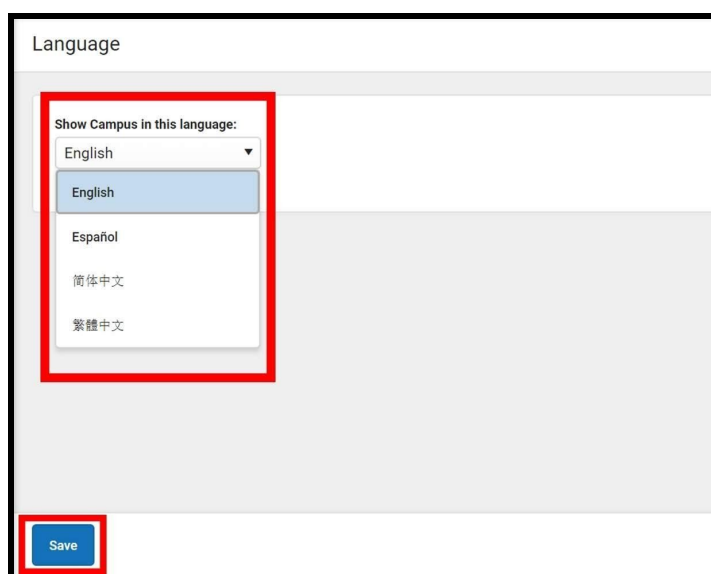 Language
Show Campus in this language:
English
English
Español
简体中文
繁體中文
Save